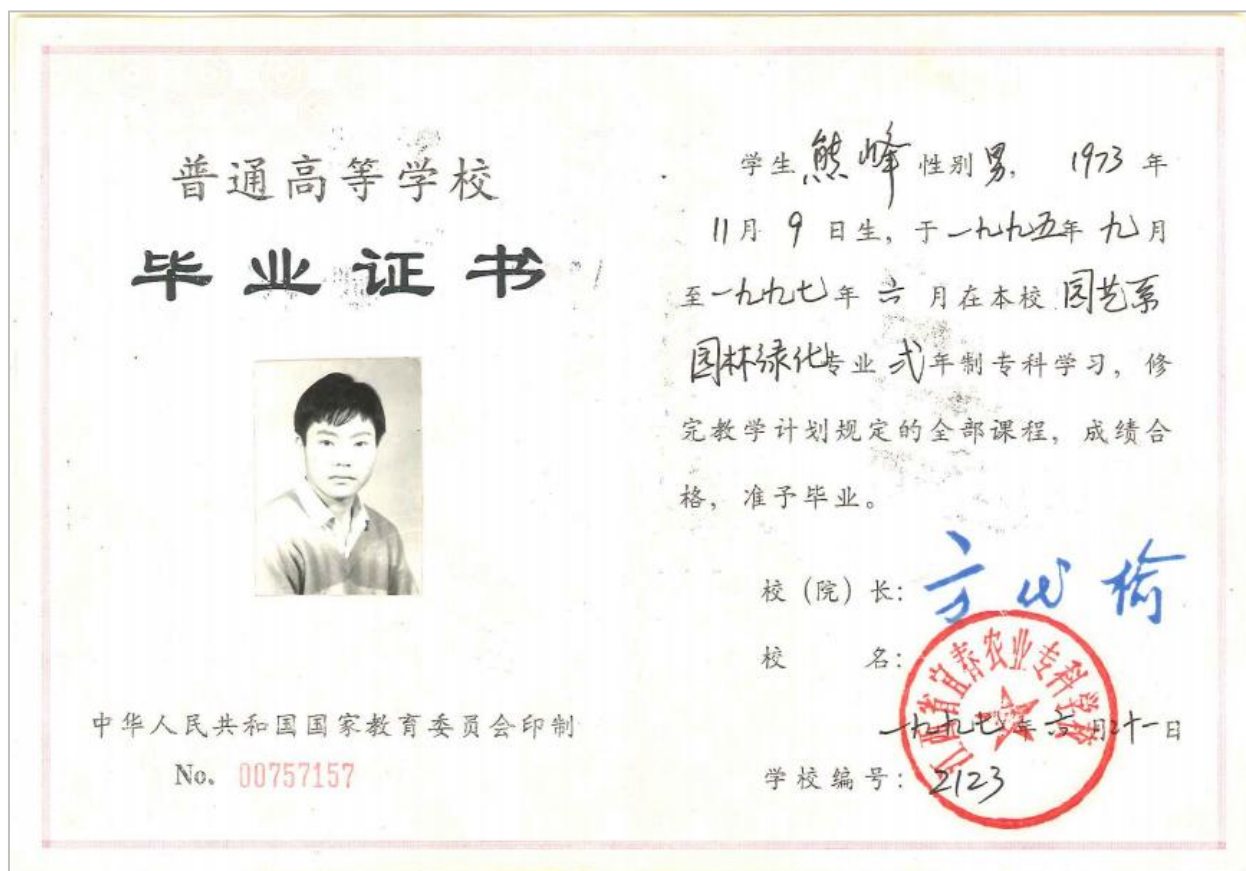 普通高等学校
毕业证书
中华人民共和国国家教育委员会印制
No. 00757157
学生熊峰性别男, 1973年
11月9日生,于一九九五年九月
至一九九七年六月在本校园艺系
园林绿化专业弍年制专科学习,修
完教学计划规定的全部课程,成绩合
格,准予毕业。
校(院)长:
校 名:
江西省宜春农业专科学校
一九九七年六月二十一日
学校编号:2123